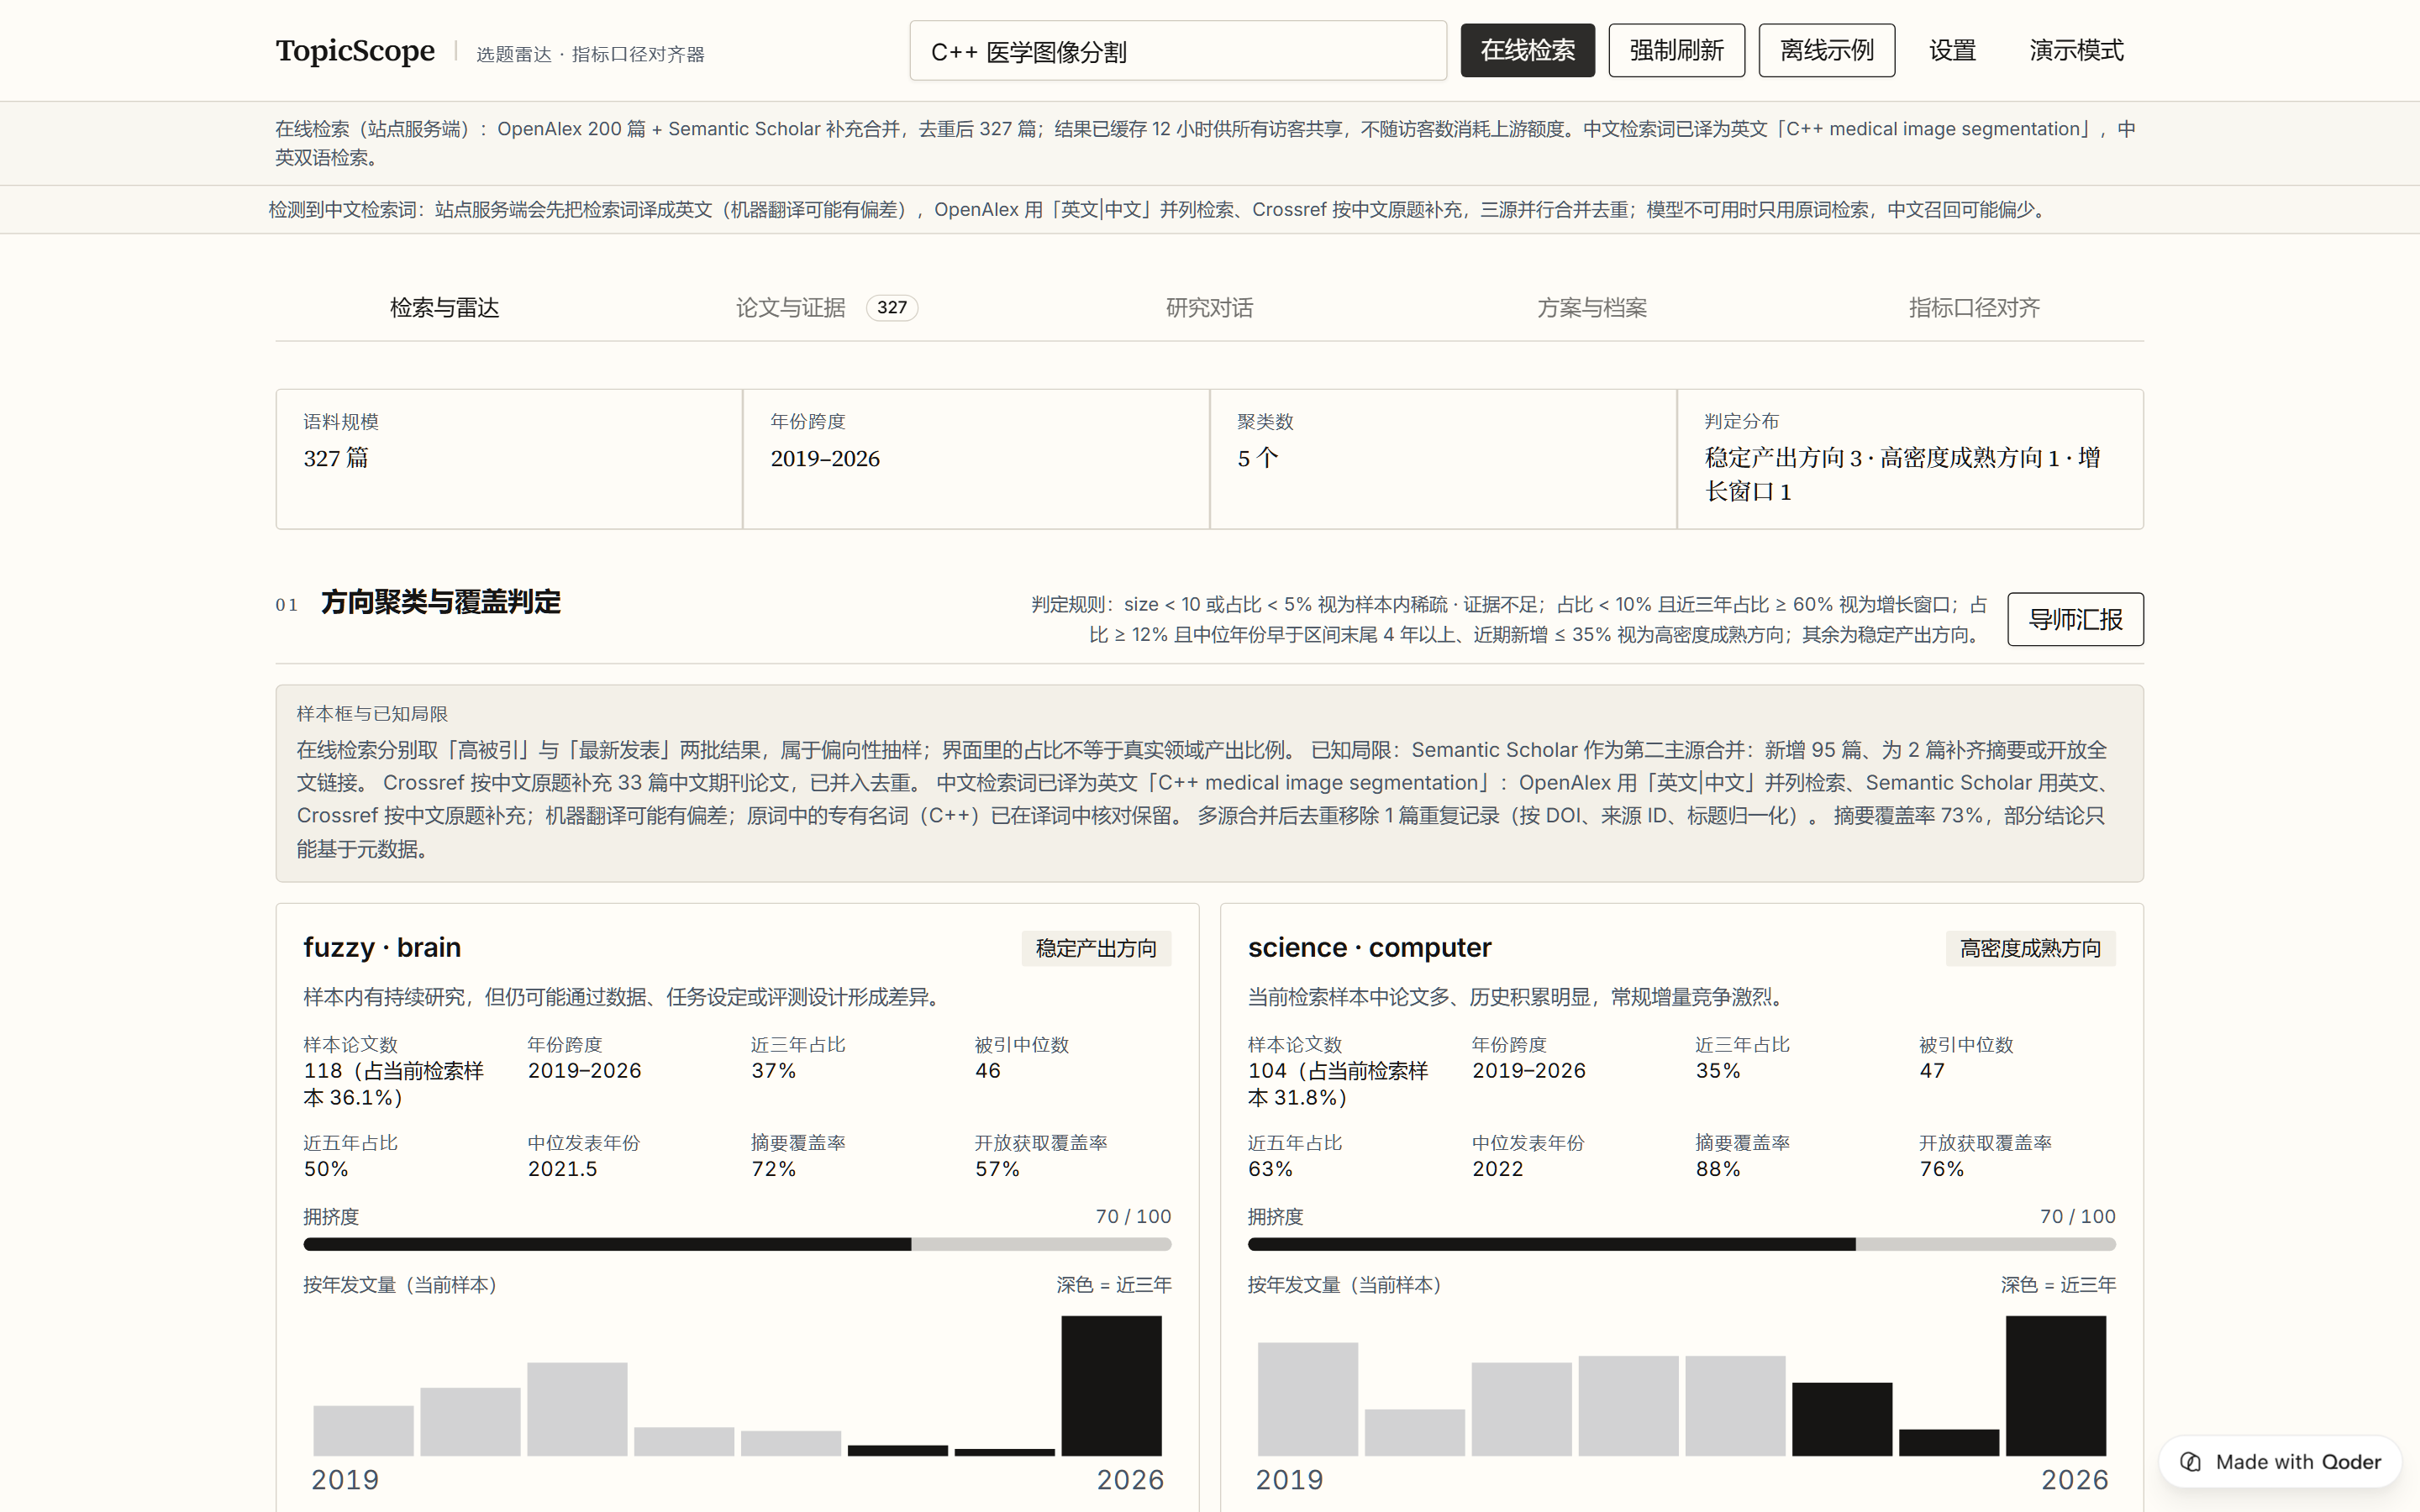 TopicScope
选题雷达 · 指标口径对齐器
C++ 医学图像分割
在线检索
强制刷新
离线示例
设置
演示模式
在线检索（站点服务端）：OpenAlex 200 篇 + Semantic Scholar 补充合并，去重后 327 篇；结果已缓存 12 小时供所有访客共享，不随访客数消耗上游额度。中文检索词已译为英文「C++ medical image segmentation」，中
英双语检索。
检测到中文检索词：站点服务端会先把检索词译成英文（机器翻译可能有偏差），OpenAlex 用「英文|中文」并列检索、Crossref 按中文原题补充，三源并行合并去重；模型不可用时只用原词检索，中文召回可能偏少。
检索与雷达
论文与证据 327
研究对话
方案与档案
指标口径对齐
语料规模
327 篇
年份跨度
2019–2026
聚类数
5 个
判定分布
稳定产出方向 3 · 高密度成熟方向 1 · 增
长窗口 1
01 方向聚类与覆盖判定
判定规则：size < 10 或占比 < 5% 视为样本内稀疏 · 证据不足；占比 < 10% 且近三年占比 ≥ 60% 视为增长窗口；占
比 ≥ 12% 且中位年份早于区间末尾 4 年以上、近期新增 ≤ 35% 视为高密度成熟方向；其余为稳定产出方向。
导师汇报
样本框与已知局限
在线检索分别取「高被引」与「最新发表」两批结果，属于偏向性抽样；界面里的占比不等于真实领域产出比例。 已知局限：Semantic Scholar 作为第二主源合并：新增 95 篇、为 2 篇补齐摘要或开放全
文链接。 Crossref 按中文原题补充 33 篇中文期刊论文，已并入去重。 中文检索词已译为英文「C++ medical image segmentation」：OpenAlex 用「英文|中文」并列检索、Semantic Scholar 用英文、
Crossref 按中文原题补充；机器翻译可能有偏差；原词中的专有名词（C++）已在译词中核对保留。 多源合并后去重移除 1 篇重复记录（按 DOI、来源 ID、标题归一化）。 摘要覆盖率 73%，部分结论只
能基于元数据。
fuzzy · brain
稳定产出方向
样本内有持续研究，但仍可能通过数据、任务设定或评测设计形成差异。
样本论文数
118（占当前检索样
本 36.1%）
年份跨度
2019–2026
近三年占比
37%
被引中位数
46
近五年占比
50%
中位发表年份
2021.5
摘要覆盖率
72%
开放获取覆盖率
57%
拥挤度
70 / 100
按年发文量（当前样本）
深色 = 近三年
2019
2026
science · computer
高密度成熟方向
当前检索样本中论文多、历史积累明显，常规增量竞争激烈。
样本论文数
104（占当前检索样
本 31.8%）
年份跨度
2019–2026
近三年占比
35%
被引中位数
47
近五年占比
63%
中位发表年份
2022
摘要覆盖率
88%
开放获取覆盖率
76%
拥挤度
70 / 100
按年发文量（当前样本）
深色 = 近三年
2019
2026
Made with Qoder